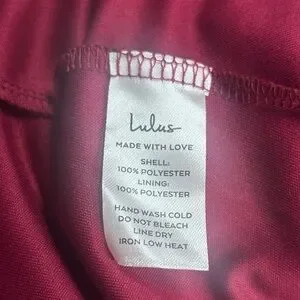 Lulus
MADE WITH LOVE
SHELL:
100% POLYESTER
LINING:
100% POLYESTER
HAND WASH COLD
DO NOT BLEACH
LINE DRY
IRON LOW HEAT